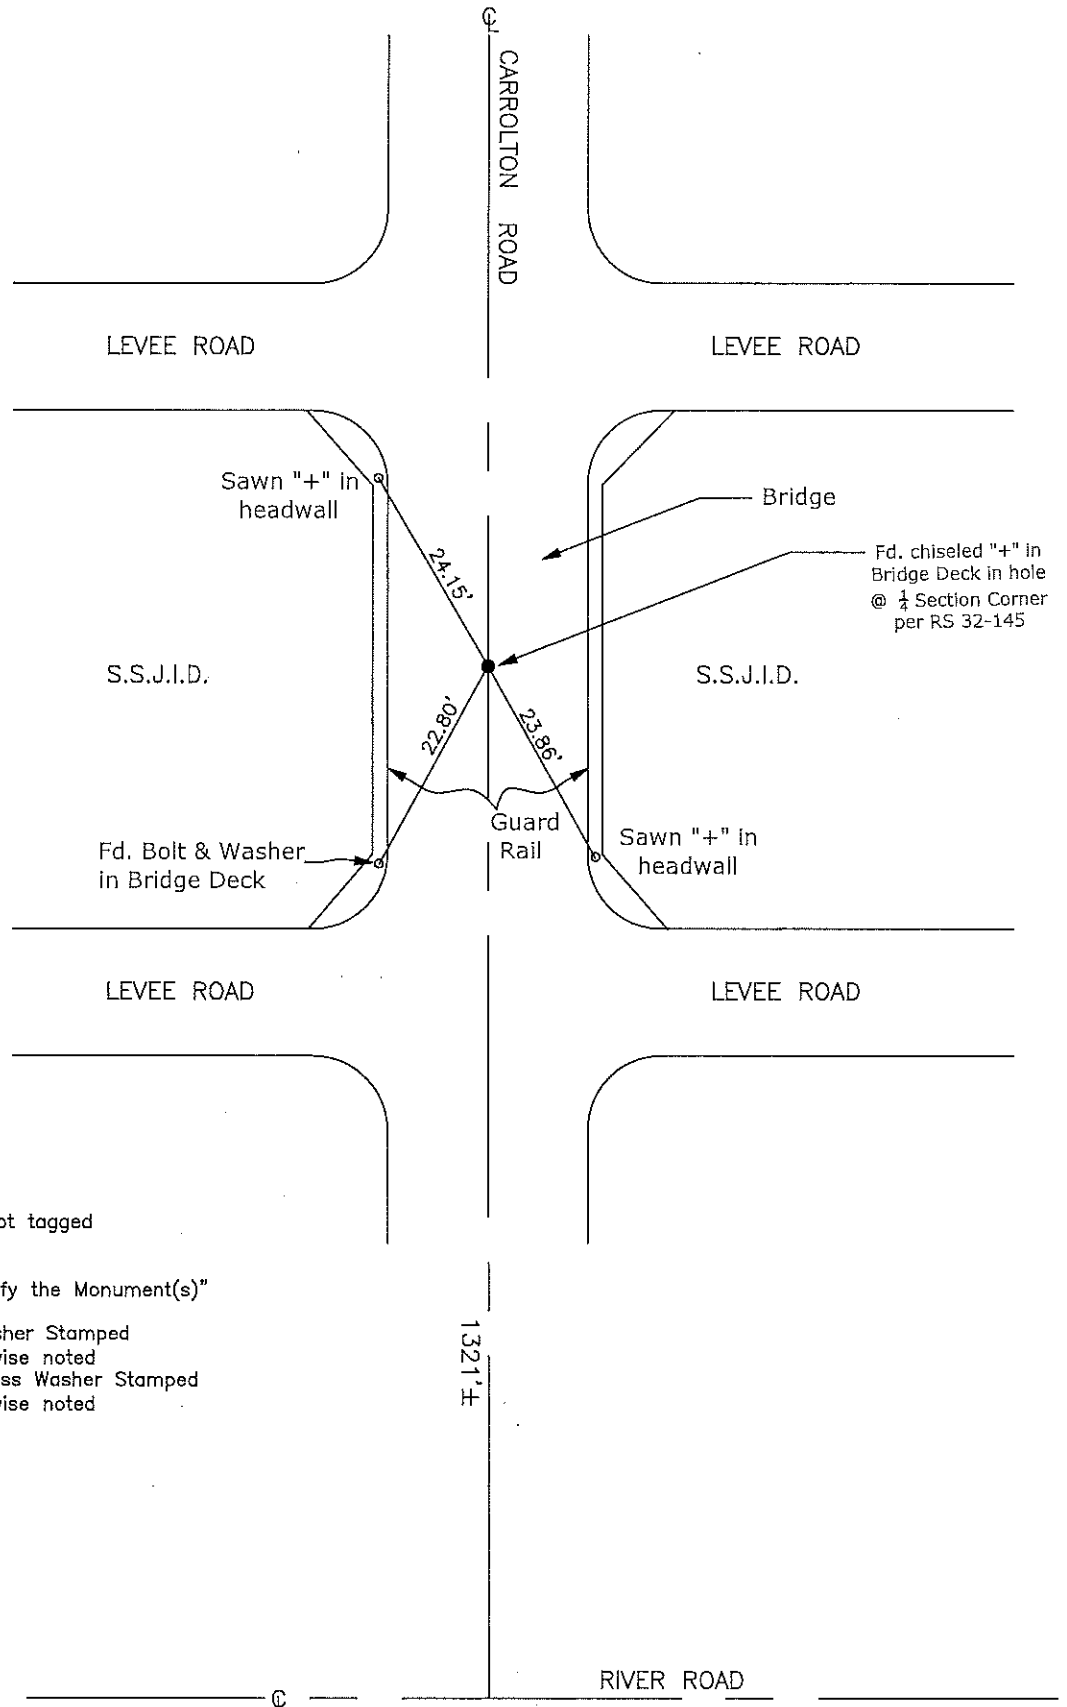 ℄
CARROLTON ROAD
LEVEE ROAD
LEVEE ROAD
Sawn "+" in
headwall
Bridge
24.15'
Fd. chiseled "+" in
Bridge Deck in hole
@ 1/4 Section Corner
per RS 32-145
S.S.J.I.D.
S.S.J.I.D.
22.80'
23.86'
Guard
Rail
Fd. Bolt & Washer
in Bridge Deck
Sawn "+" in
headwall
LEVEE ROAD
LEVEE ROAD
ot tagged
fy the Monument(s)"
sher Stamped
wise noted
ss Washer Stamped
wise noted
1321'±
RIVER ROAD
℄